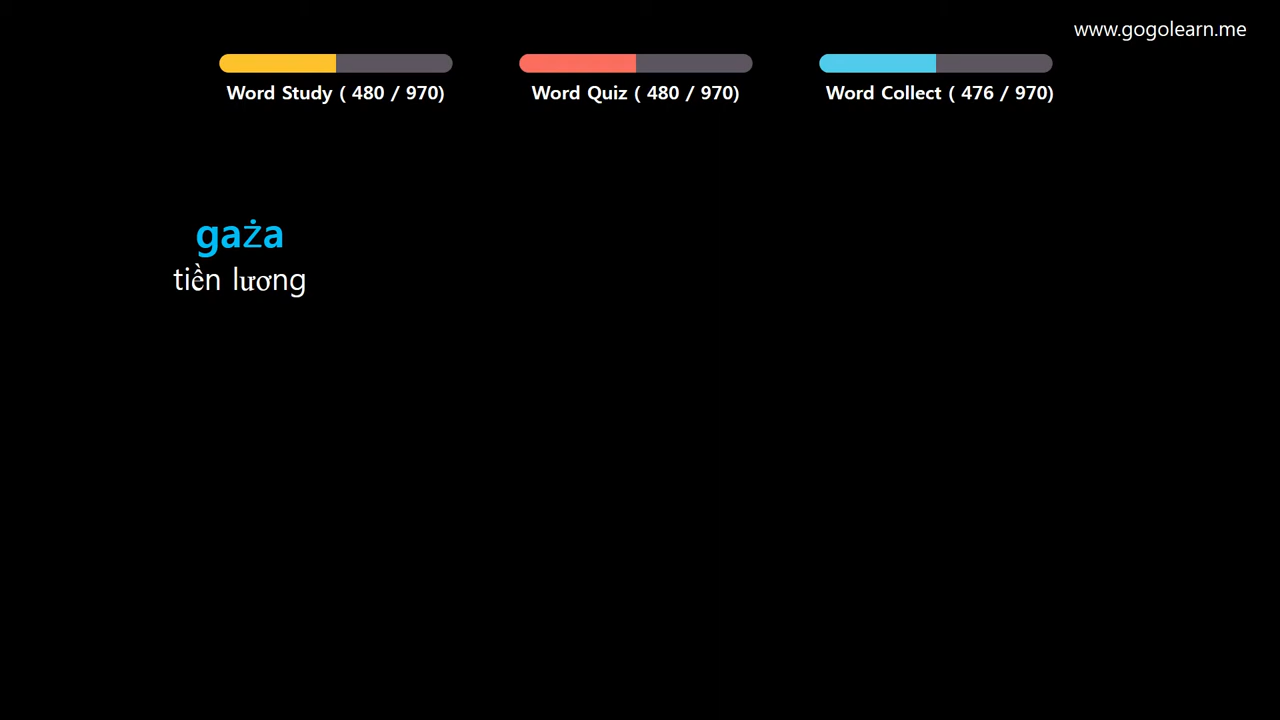 www.gogolearn.me
Word Study ( 480 / 970)
Word Quiz ( 480 / 970)
Word Collect ( 476 / 970)
gaża
tiền lương